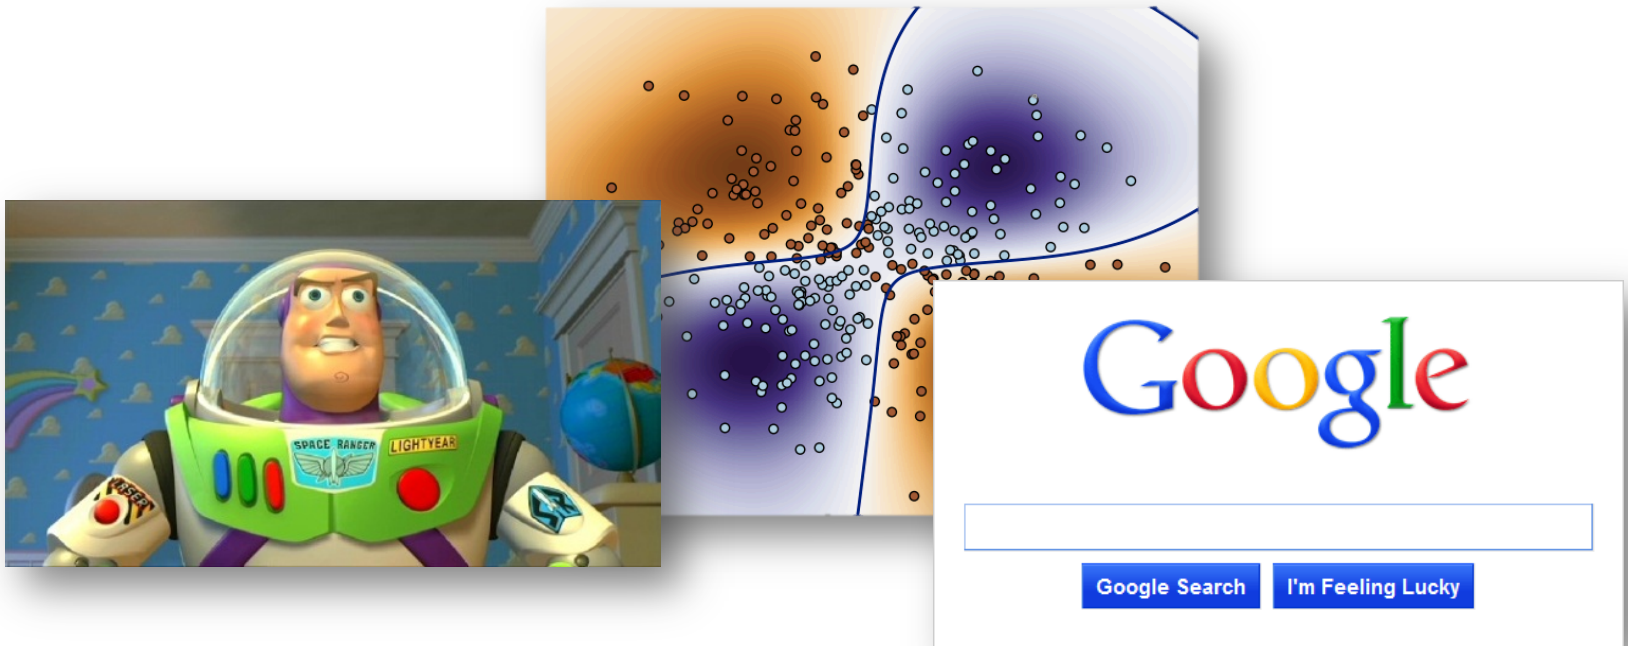 SPACE RANGER
LIGHTYEAR
LASER
Google
Google Search
I'm Feeling Lucky